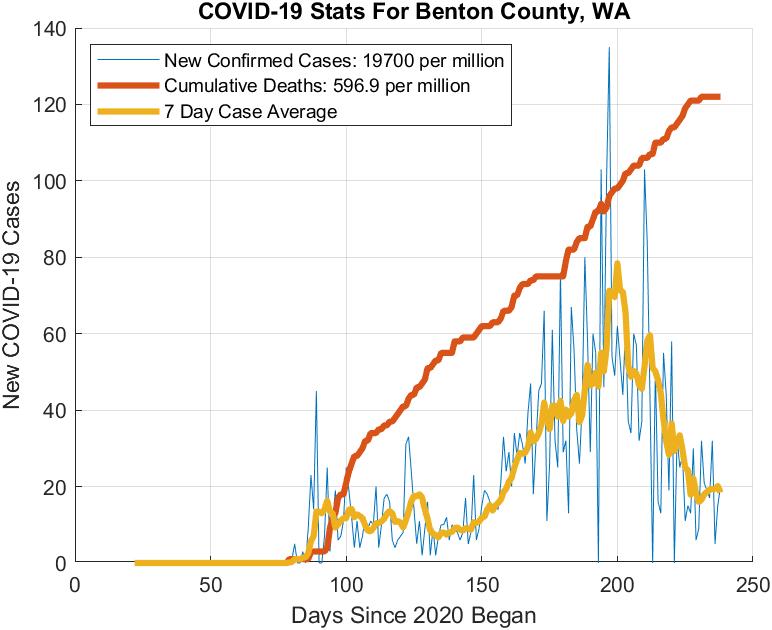 COVID-19 Stats For Benton County, WA
New Confirmed Cases: 19700 per million
Cumulative Deaths: 596.9 per million
7 Day Case Average
New COVID-19 Cases
140
120
100
80
60
40
20
0
0
50
100
150
200
250
Days Since 2020 Began